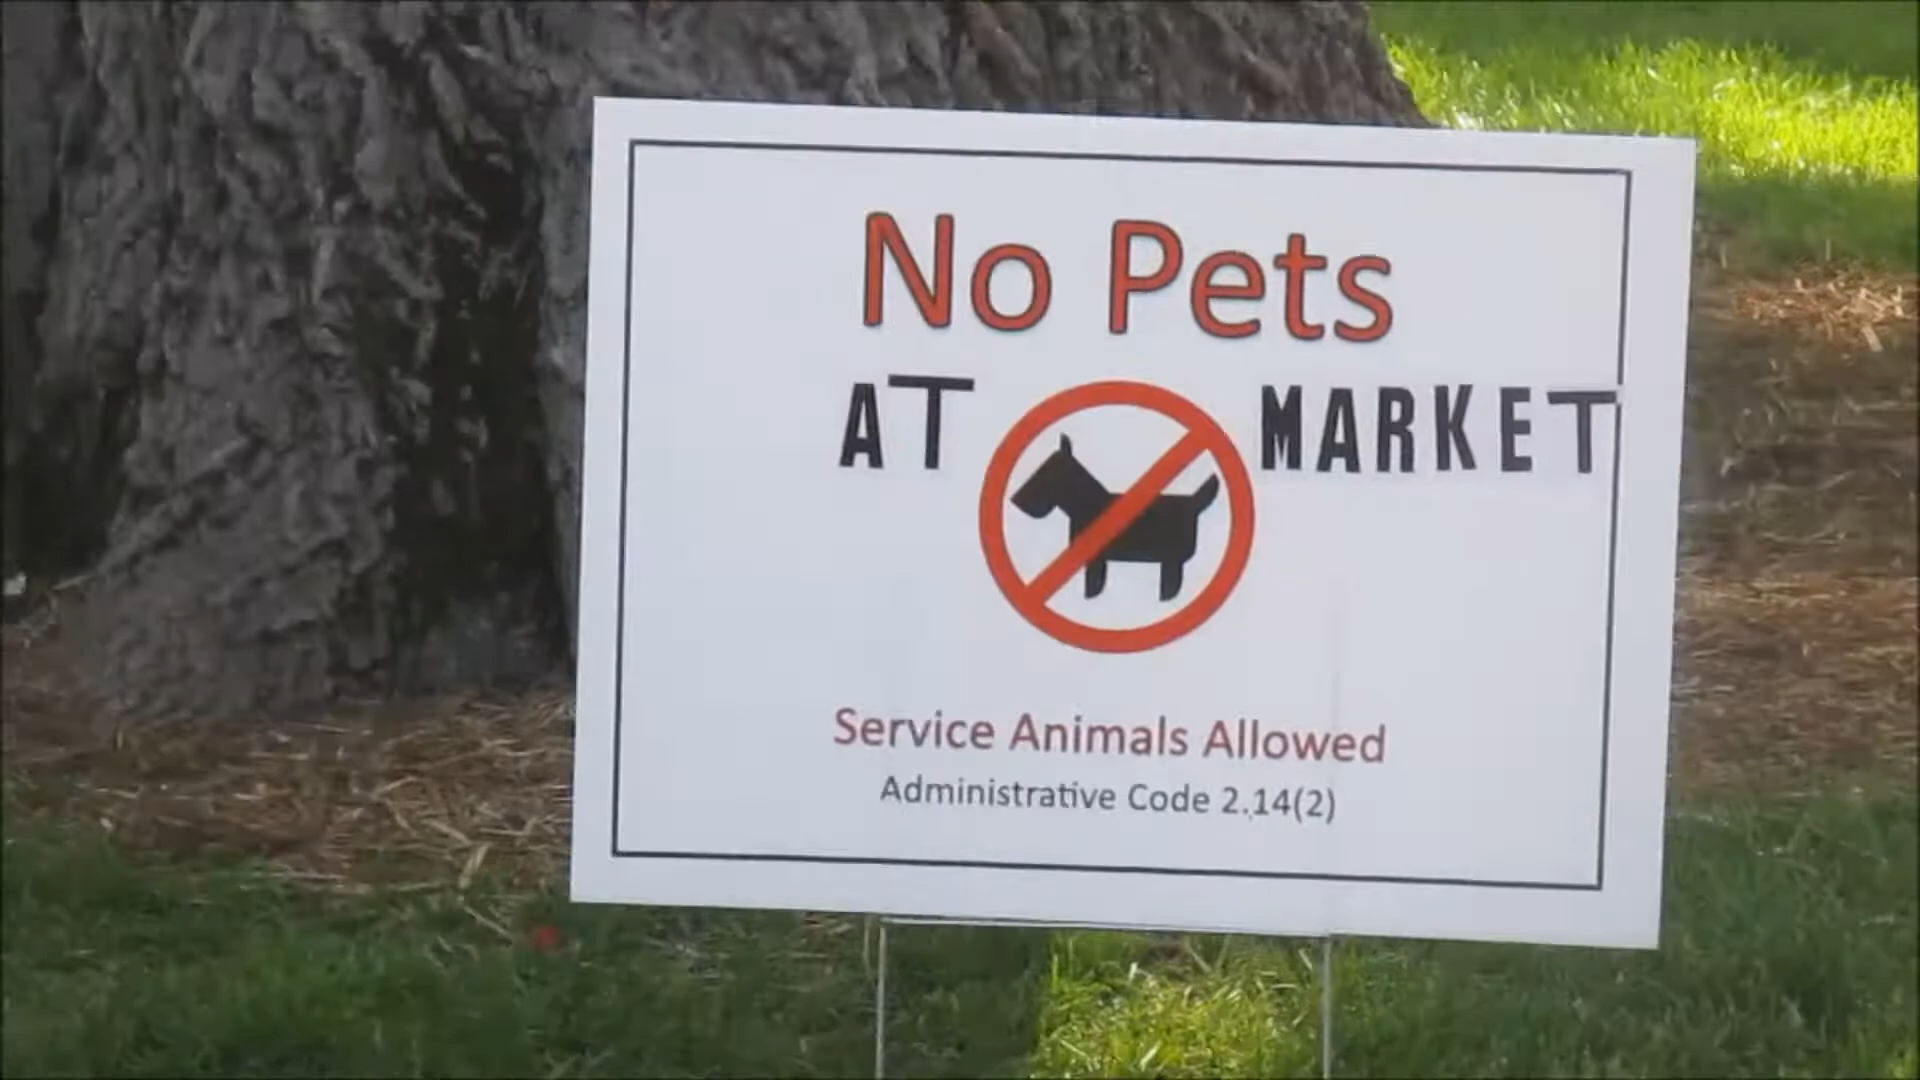 No Pets
AT MARKET
Service Animals Allowed
Administrative Code 2.14(2)